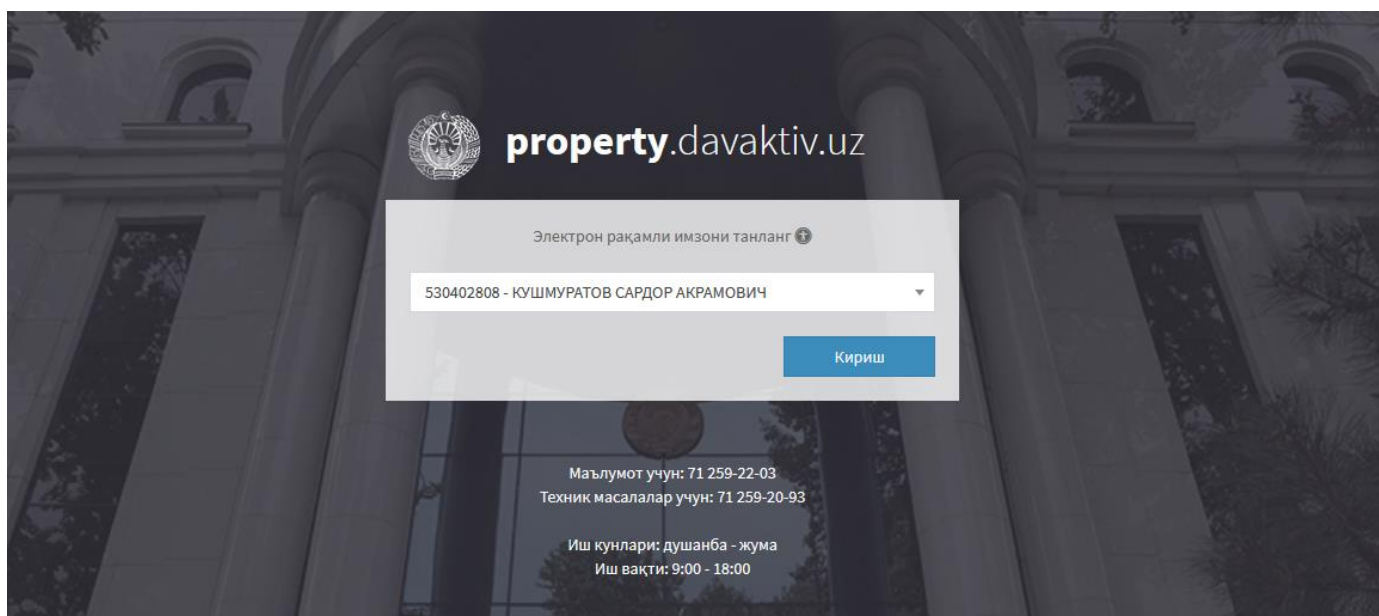 property.davaktiv.uz
Электрон рақамли имзони танланг
530402808 - КУШМУРАТОВ САРДОР АКРАМОВИЧ
Кириш
Маълумот учун: 71 259-22-03
Техник масалалар учун: 71 259-20-93
Иш кунлари: душанба - жума
Иш вақти: 9:00 - 18:00